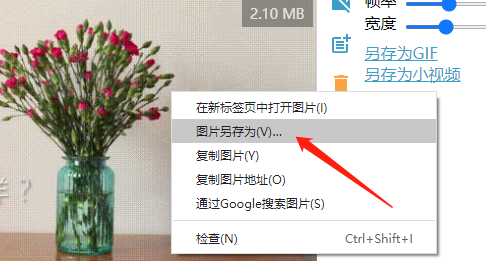 2.10 MB
帧率
宽度
另存为GIF
另存为小视频
在新标签页中打开图片(I)
图片另存为(V)...
复制图片(Y)
复制图片地址(O)
通过Google搜索图片(S)
检查(N) Ctrl+Shift+I
？